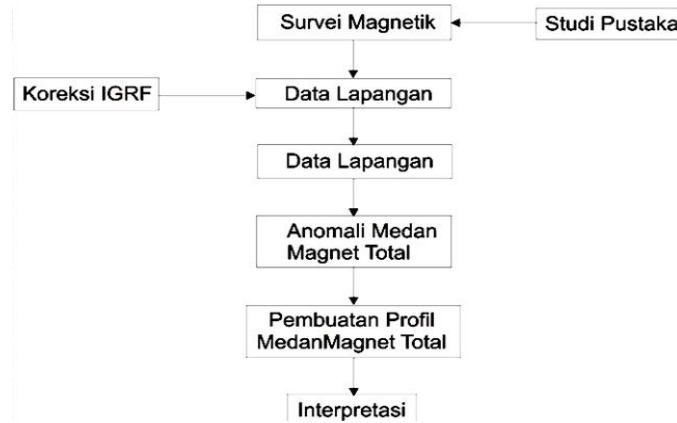 Survei Magnetik
Studi Pustaka
Koreksi IGRF
Data Lapangan
Data Lapangan
Anomali Medan
Magnet Total
Pembuatan Profil
MedanMagnet Total
Interpretasi